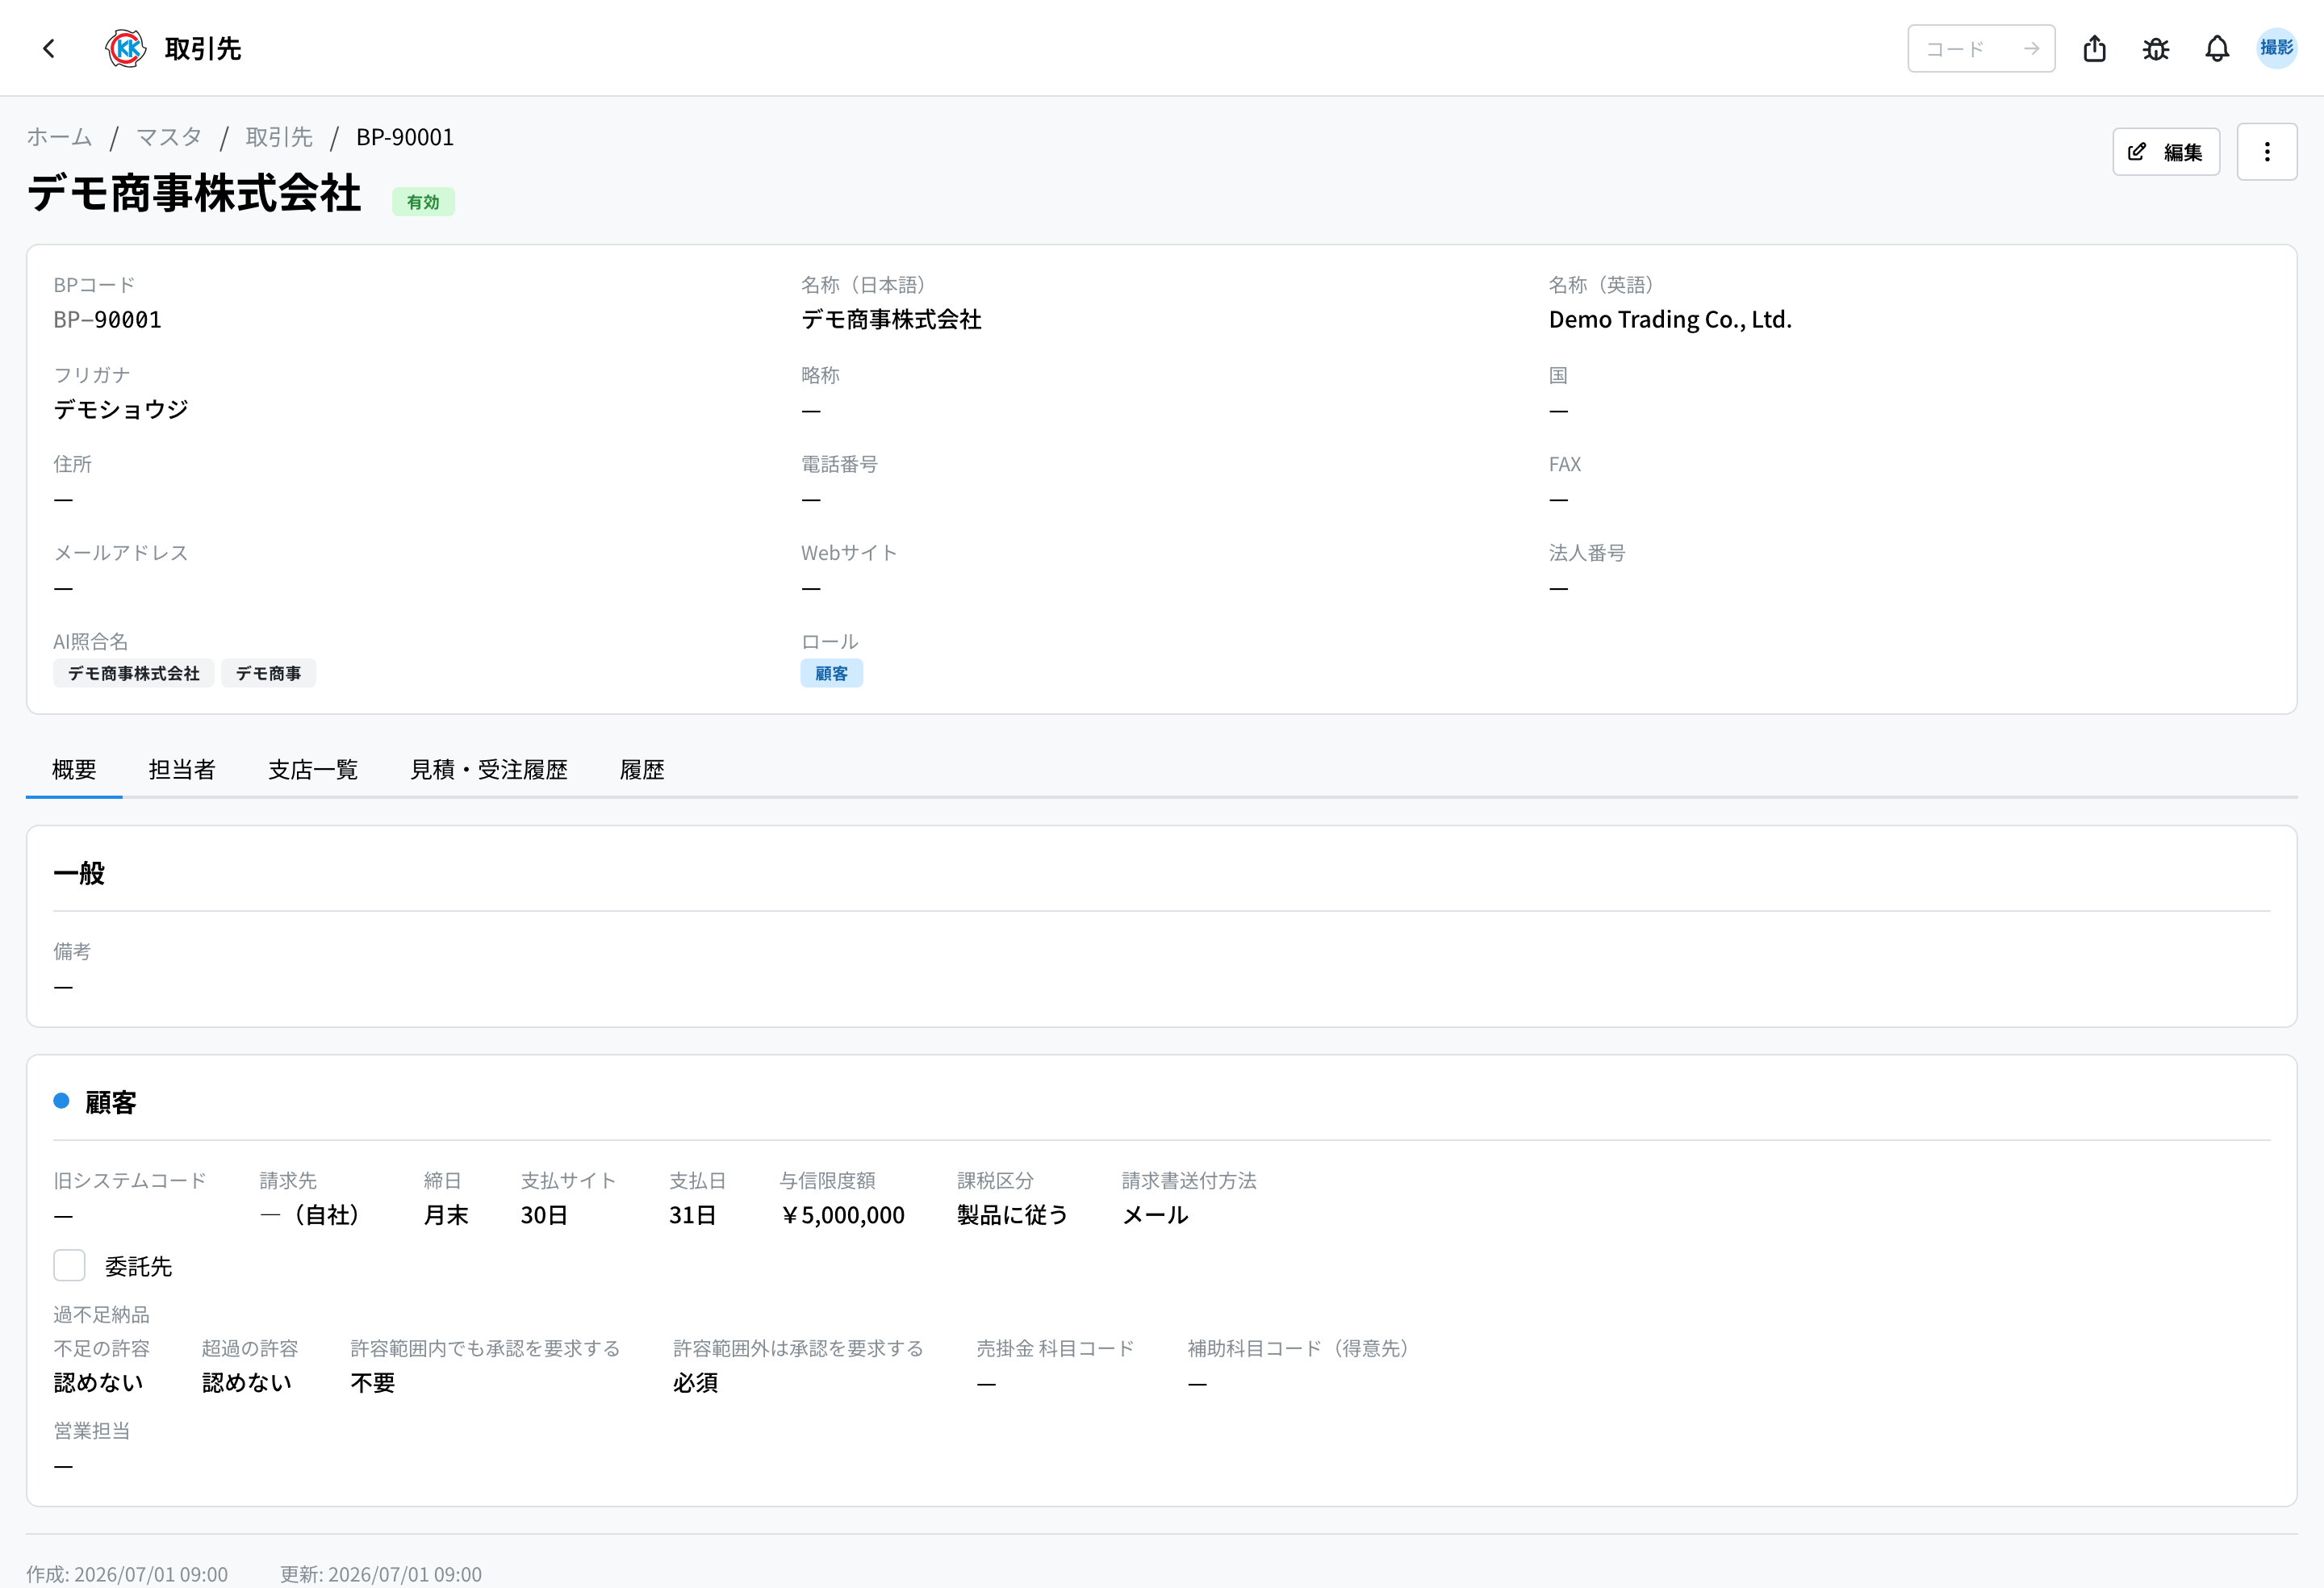 KK 取引先 コード 撮影
ホーム / マスタ / 取引先 / BP-90001
編集
デモ商事株式会社 有効
BPコード 名称（日本語） 名称（英語）
BP–90001 デモ商事株式会社 Demo Trading Co., Ltd.
フリガナ 略称 国
デモショウジ — —
住所 電話番号 FAX
— — —
メールアドレス Webサイト 法人番号
— — —
AI照合名 ロール
デモ商事株式会社 デモ商事 顧客
概要 担当者 支店一覧 見積・受注履歴 履歴
一般
備考
—
顧客
旧システムコード 請求先 締日 支払サイト 支払日 与信限度額 課税区分 請求書送付方法
— —（自社） 月末 30日 31日 ￥5,000,000 製品に従う メール
委託先
過不足納品
不足の許容 超過の許容 許容範囲内でも承認を要求する 許容範囲外は承認を要求する 売掛金 科目コード 補助科目コード（得意先）
認めない 認めない 不要 必須 — —
営業担当
—
作成: 2026/07/01 09:00 更新: 2026/07/01 09:00